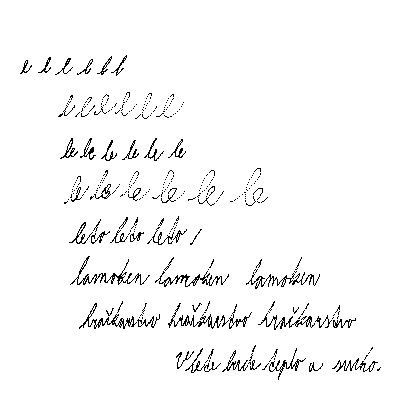 l l l l l l
l l l l l l
le le le le le le
le le le le le le
leto leto leto /
lamoken lamoken lamoken
hračkarstvo hračkarstvo hračkarstvo
V lete bude teplo a sucho.